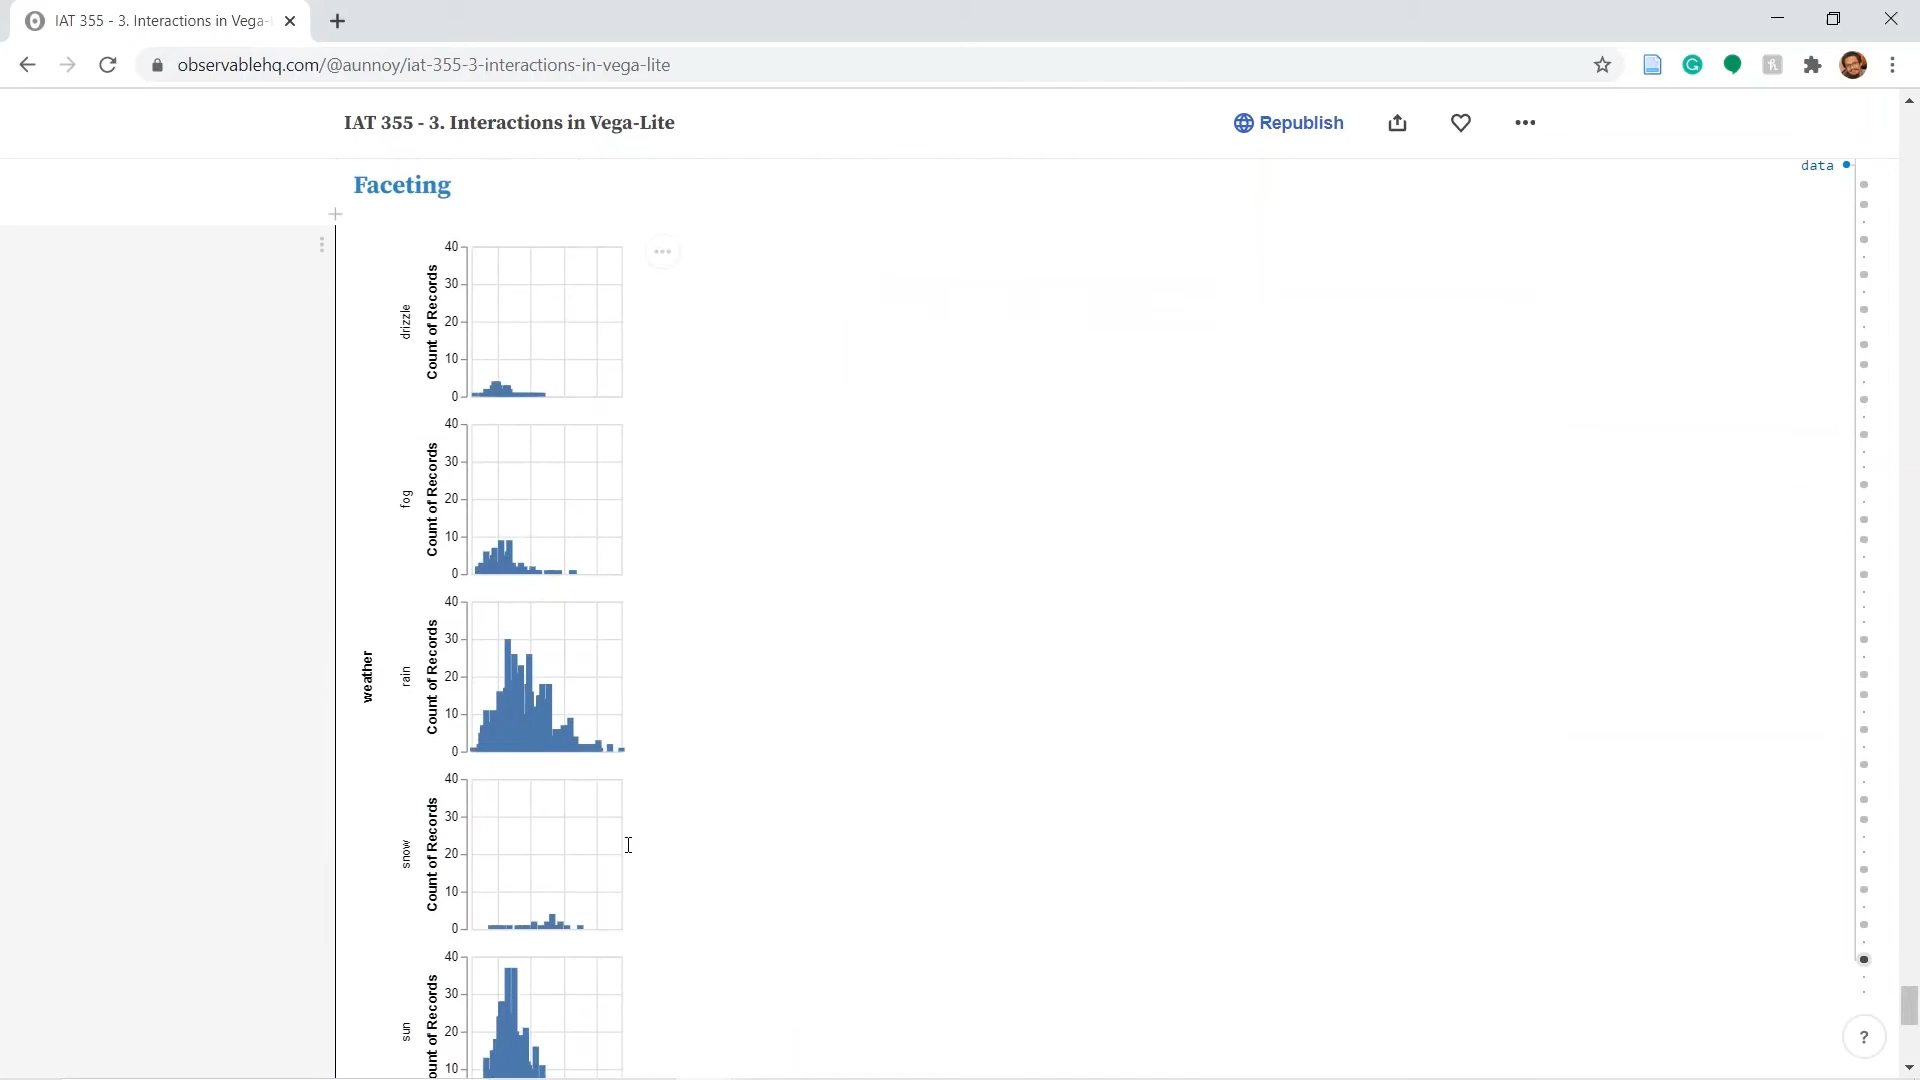 IAT 355 - 3. Interactions in Vega-
observablehq.com/@aunnoy/iat-355-3-interactions-in-vega-lite
IAT 355 - 3. Interactions in Vega-Lite
Republish
data
Faceting
weather
drizzle
Count of Records
40
30
20
10
0
fog
Count of Records
40
30
20
10
0
rain
Count of Records
40
30
20
10
0
snow
Count of Records
40
30
20
10
0
sun
ount of Records
40
30
20
10
?